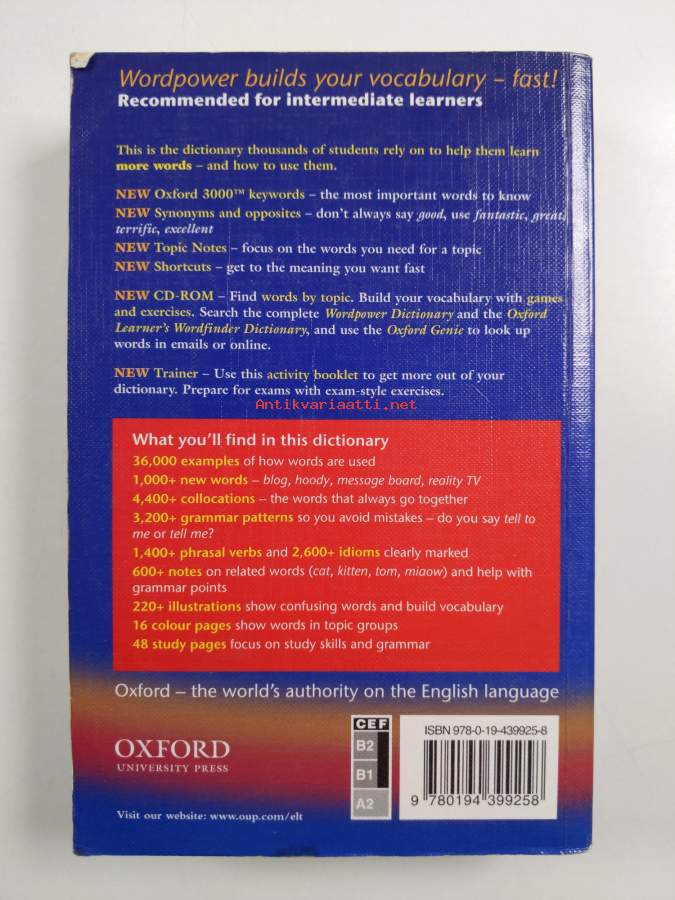 Wordpower builds your vocabulary – fast!
Recommended for intermediate learners
This is the dictionary thousands of students rely on to help them learn
more words – and how to use them.
NEW Oxford 3000™ keywords – the most important words to know
NEW Synonyms and opposites – don't always say good, use fantastic, great,
terrific, excellent
NEW Topic Notes – focus on the words you need for a topic
NEW Shortcuts – get to the meaning you want fast
NEW CD-ROM – Find words by topic. Build your vocabulary with games
and exercises. Search the complete Wordpower Dictionary and the Oxford
Learner's Wordfinder Dictionary, and use the Oxford Genie to look up
words in emails or online.
NEW Trainer – Use this activity booklet to get more out of your
dictionary. Prepare for exams with exam-style exercises.
Antikvariaatti.net
What you'll find in this dictionary
36,000 examples of how words are used
1,000+ new words – blog, hoody, message board, reality TV
4,400+ collocations – the words that always go together
3,200+ grammar patterns so you avoid mistakes – do you say tell to
me or tell me?
1,400+ phrasal verbs and 2,600+ idioms clearly marked
600+ notes on related words (cat, kitten, tom, miaow) and help with
grammar points
220+ illustrations show confusing words and build vocabulary
16 colour pages show words in topic groups
48 study pages focus on study skills and grammar
Oxford – the world's authority on the English language
OXFORD
UNIVERSITY PRESS
Visit our website: www.oup.com/elt
CEF
B2
B1
A2
ISBN 978-0-19-439925-8
9 780194 399258